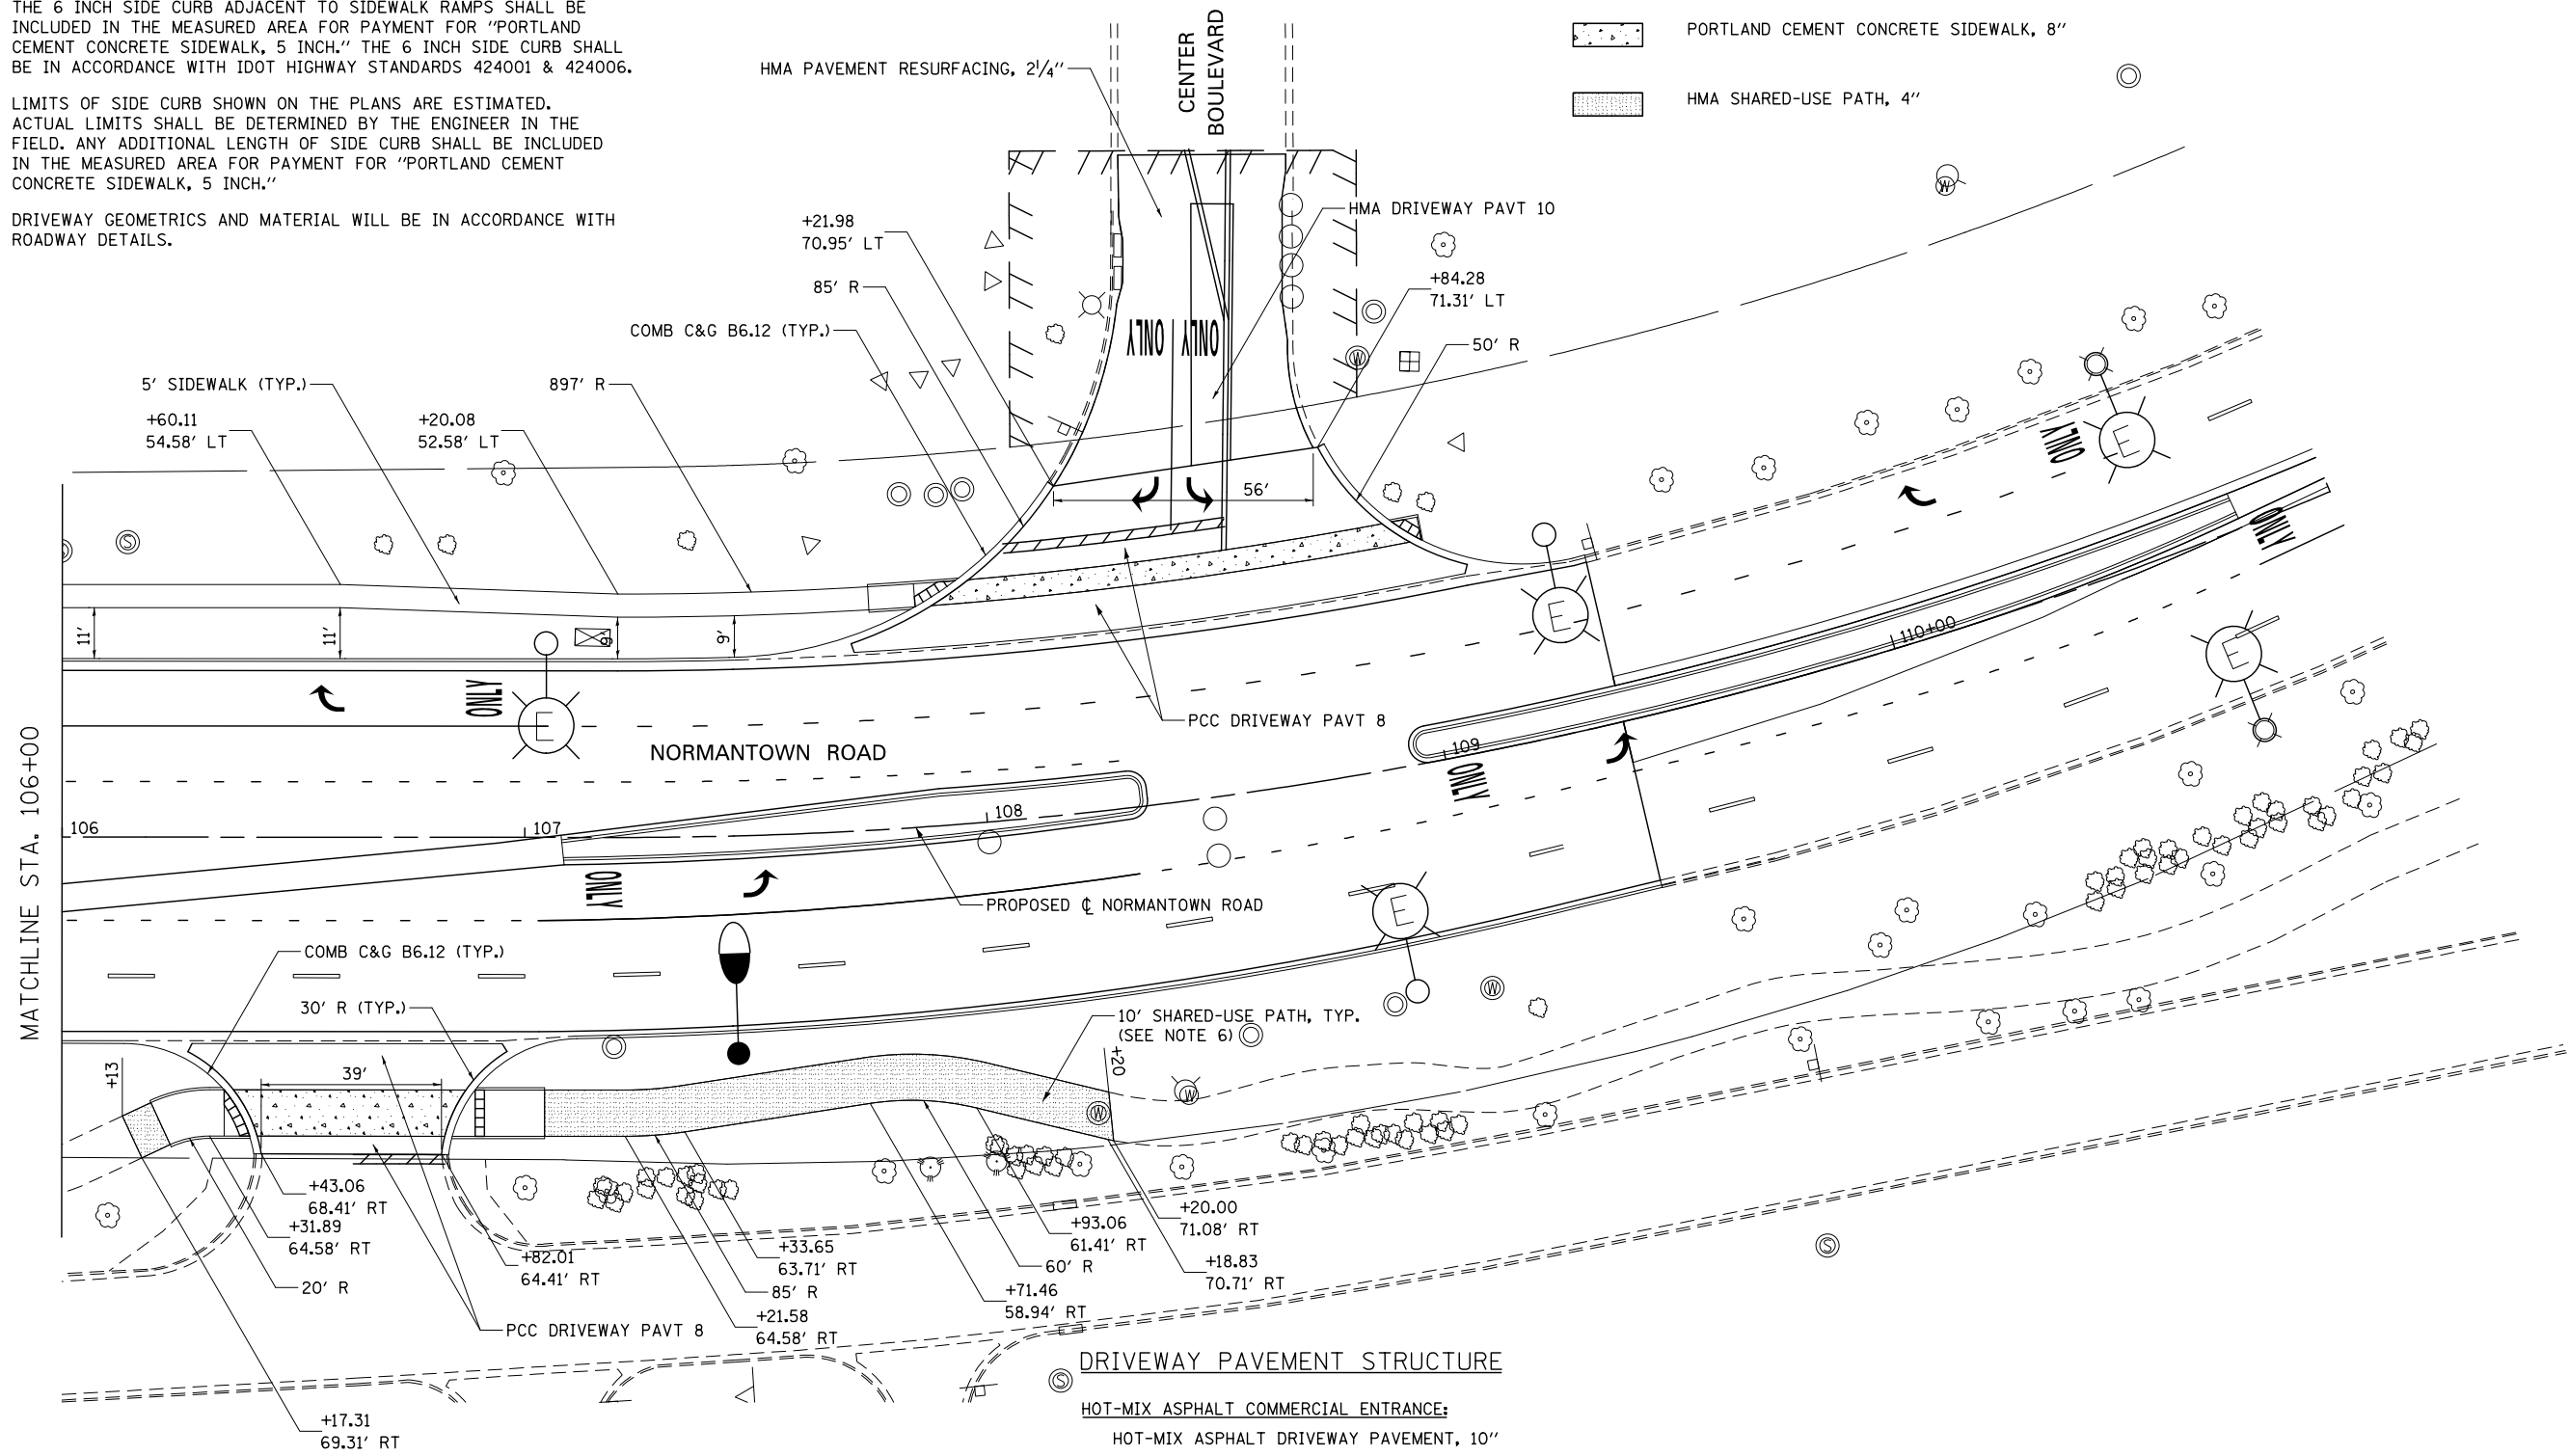 THE 6 INCH SIDE CURB ADJACENT TO SIDEWALK RAMPS SHALL BE
INCLUDED IN THE MEASURED AREA FOR PAYMENT FOR "PORTLAND
CEMENT CONCRETE SIDEWALK, 5 INCH." THE 6 INCH SIDE CURB SHALL
BE IN ACCORDANCE WITH IDOT HIGHWAY STANDARDS 424001 & 424006.
LIMITS OF SIDE CURB SHOWN ON THE PLANS ARE ESTIMATED.
ACTUAL LIMITS SHALL BE DETERMINED BY THE ENGINEER IN THE
FIELD. ANY ADDITIONAL LENGTH OF SIDE CURB SHALL BE INCLUDED
IN THE MEASURED AREA FOR PAYMENT FOR "PORTLAND CEMENT
CONCRETE SIDEWALK, 5 INCH."
DRIVEWAY GEOMETRICS AND MATERIAL WILL BE IN ACCORDANCE WITH
ROADWAY DETAILS.
PORTLAND CEMENT CONCRETE SIDEWALK, 8"
HMA SHARED-USE PATH, 4"
CENTER
BOULEVARD
HMA PAVEMENT RESURFACING, 2 1/4"
HMA DRIVEWAY PAVT 10
+21.98
70.95' LT
85' R
COMB C&G B6.12 (TYP.)
+84.28
71.31' LT
50' R
5' SIDEWALK (TYP.)
897' R
+60.11
54.58' LT
+20.08
52.58' LT
ONLY
ONLY
56'
W
W
S
E
E
E
ONLY
ONLY
11'
11'
9'
9'
ONLY
E
110+00
PCC DRIVEWAY PAVT 8
NORMANTOWN ROAD
MATCHLINE STA. 106+00
106
107
108
109
ONLY
ONLY
PROPOSED ℄ NORMANTOWN ROAD
E
COMB C&G B6.12 (TYP.)
30' R (TYP.)
10' SHARED-USE PATH, TYP.
(SEE NOTE 6)
W
W
W
+13
39'
+20
+43.06
68.41' RT
+31.89
64.58' RT
20' R
+82.01
64.41' RT
+33.65
63.71' RT
85' R
+21.58
64.58' RT
+93.06
61.41' RT
60' R
+71.46
58.94' RT
+20.00
71.08' RT
+18.83
70.71' RT
S
PCC DRIVEWAY PAVT 8
+17.31
69.31' RT
S
DRIVEWAY PAVEMENT STRUCTURE
HOT-MIX ASPHALT COMMERCIAL ENTRANCE:
HOT-MIX ASPHALT DRIVEWAY PAVEMENT, 10"